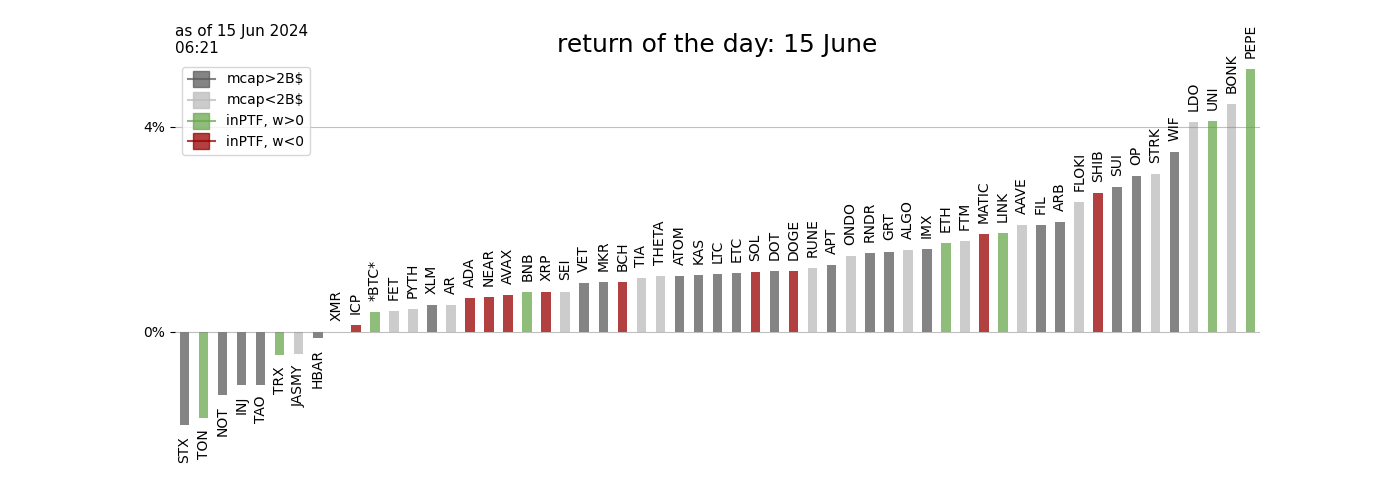 as of 15 Jun 2024
06:21
return of the day: 15 June
mcap>2B$
mcap<2B$
inPTF, w>0
inPTF, w<0
4%
0%
STX
TON
NOT
INJ
TAO
TRX
JASMY
HBAR
XMR
ICP
*BTC*
FET
PYTH
XLM
AR
ADA
NEAR
AVAX
BNB
XRP
SEI
VET
MKR
BCH
TIA
THETA
ATOM
KAS
LTC
ETC
SOL
DOT
DOGE
RUNE
APT
ONDO
RNDR
GRT
ALGO
IMX
ETH
FTM
MATIC
LINK
AAVE
FIL
ARB
FLOKI
SHIB
SUI
OP
STRK
WIF
LDO
UNI
BONK
PEPE